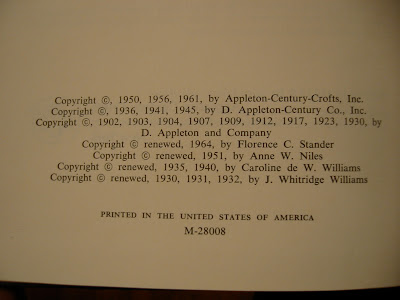 Copyright ©, 1950, 1956, 1961, by Appleton-Century-Crofts, Inc.
Copyright ©, 1936, 1941, 1945, by D. Appleton-Century Co., Inc.
Copyright ©, 1902, 1903, 1904, 1907, 1909, 1912, 1917, 1923, 1930, by
D. Appleton and Company
Copyright © renewed, 1964, by Florence C. Stander
Copyright © renewed, 1951, by Anne W. Niles
Copyright © renewed, 1935, 1940, by Caroline de W. Williams
Copyright © renewed, 1930, 1931, 1932, by J. Whitridge Williams
PRINTED IN THE UNITED STATES OF AMERICA
M-28008